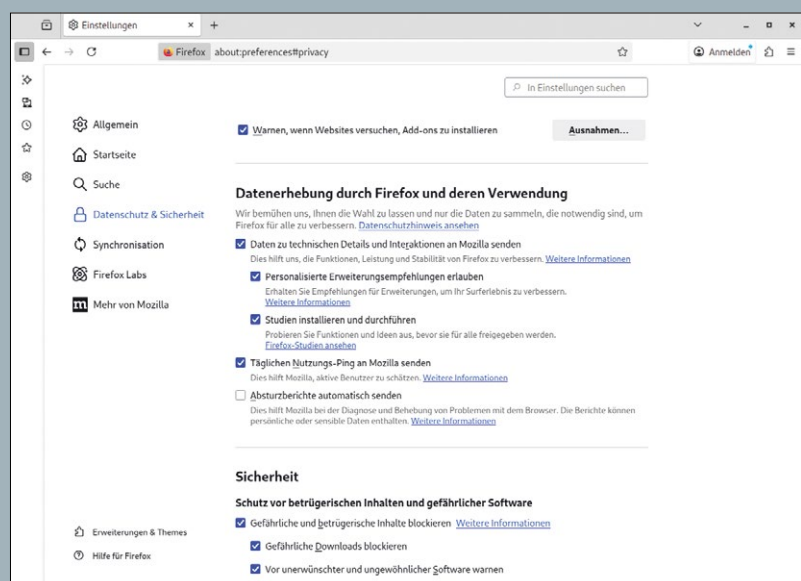 Einstellungen
Firefox about:preferences#privacy
Anmelden
In Einstellungen suchen
Allgemein
Startseite
Suche
Datenschutz & Sicherheit
Synchronisation
Firefox Labs
m Mehr von Mozilla
Erweiterungen & Themes
Hilfe für Firefox
Warnen, wenn Websites versuchen, Add-ons zu installieren
Ausnahmen...
Datenerhebung durch Firefox und deren Verwendung
Wir bemühen uns, Ihnen die Wahl zu lassen und nur die Daten zu sammeln, die notwendig sind, um
Firefox für alle zu verbessern. Datenschutzhinweis ansehen
Daten zu technischen Details und Interaktionen an Mozilla senden
Dies hilft uns, die Funktionen, Leistung und Stabilität von Firefox zu verbessern. Weitere Informationen
Personalisierte Erweiterungsempfehlungen erlauben
Erhalten Sie Empfehlungen für Erweiterungen, um Ihr Surferlebnis zu verbessern.
Weitere Informationen
Studien installieren und durchführen
Probieren Sie Funktionen und Ideen aus, bevor sie für alle freigegeben werden.
Firefox-Studien ansehen
Täglichen Nutzungs-Ping an Mozilla senden
Dies hilft Mozilla, aktive Benutzer zu schätzen. Weitere Informationen
Absturzberichte automatisch senden
Dies hilft Mozilla bei der Diagnose und Behebung von Problemen mit dem Browser. Die Berichte können
persönliche oder sensible Daten enthalten. Weitere Informationen
Sicherheit
Schutz vor betrügerischen Inhalten und gefährlicher Software
Gefährliche und betrügerische Inhalte blockieren Weitere Informationen
Gefährliche Downloads blockieren
Vor unerwünschter und ungewöhnlicher Software warnen